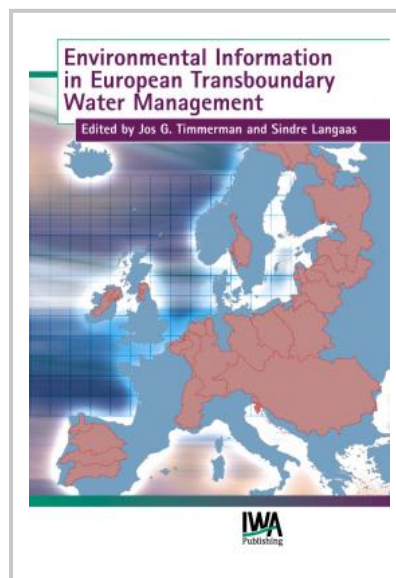 Environmental Information
in European Transboundary
Water Management
Edited by Jos G. Timmerman and Sindre Langaas
IWA
Publishing